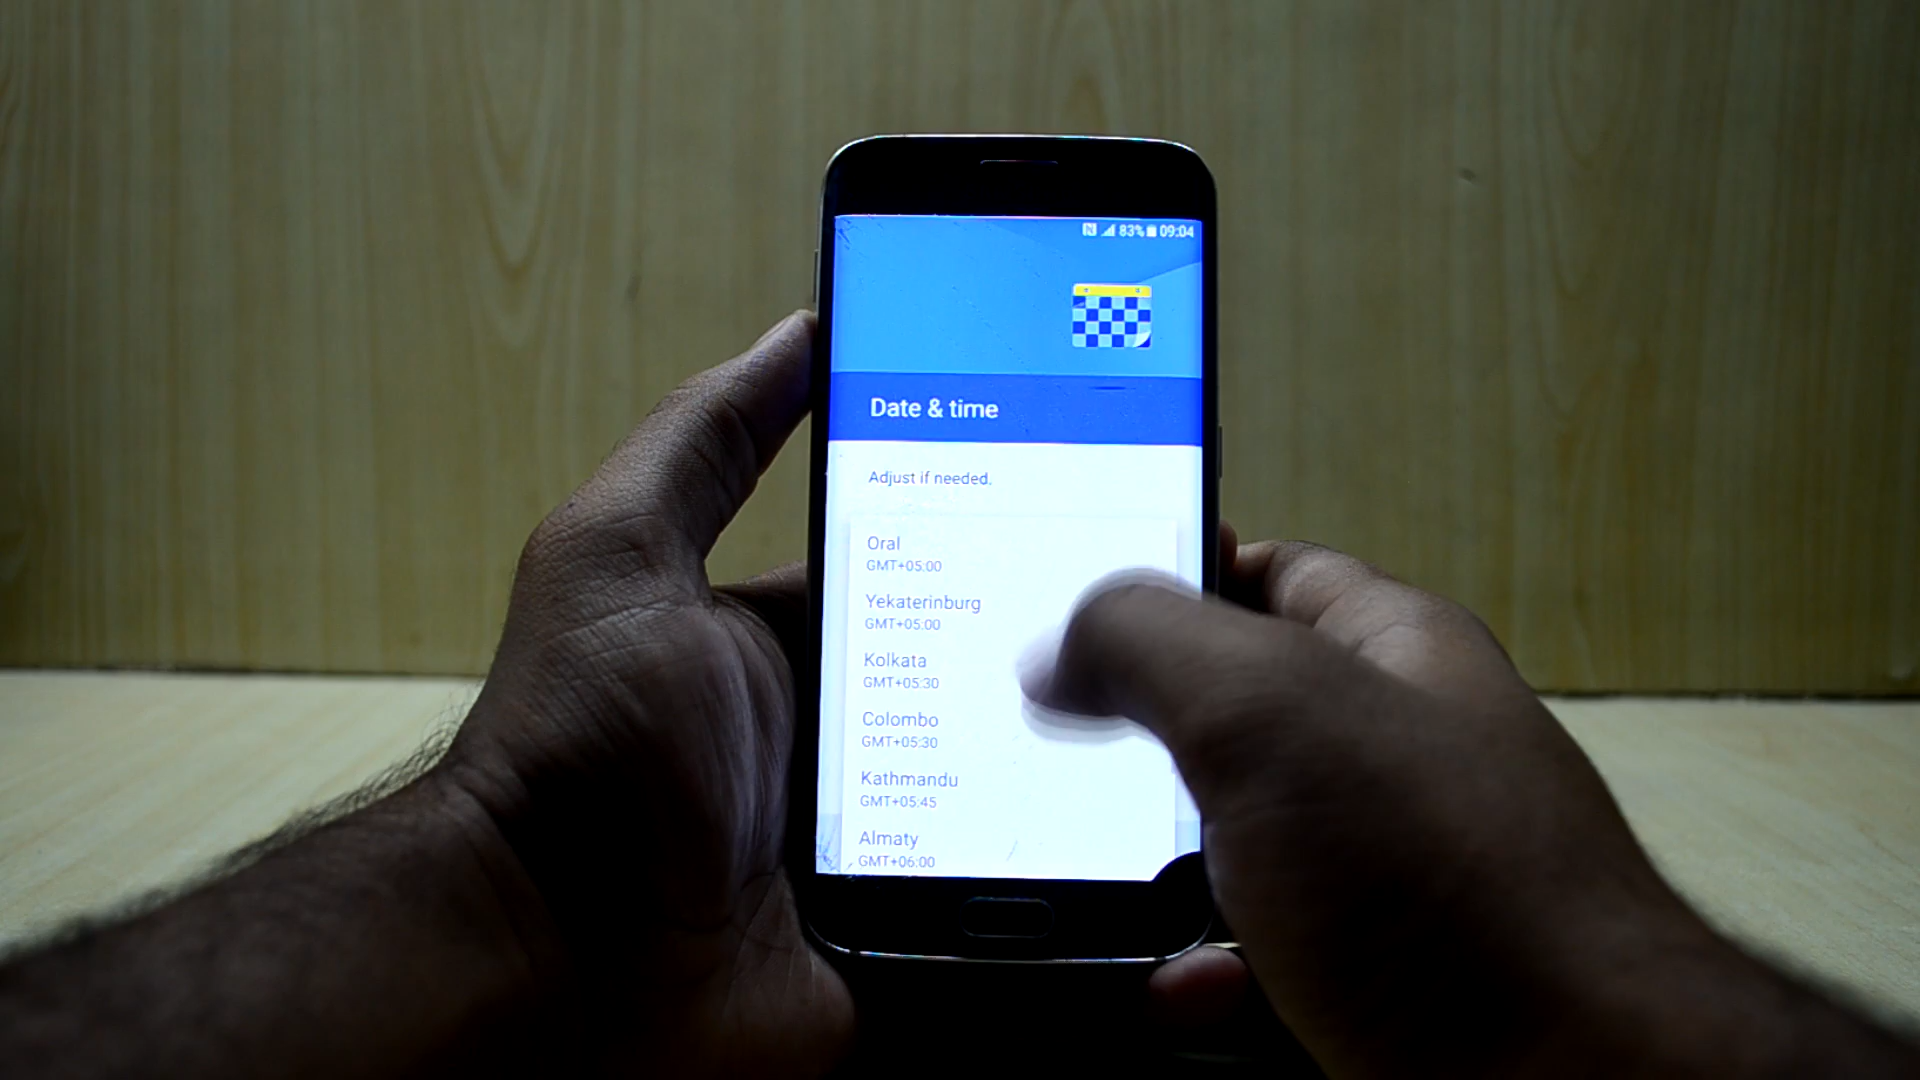 83% 09:04
Date & time
Adjust if needed.
Oral
GMT+05:00
Yekaterinburg
GMT+05:00
Kolkata
GMT+05:30
Colombo
GMT+05:30
Kathmandu
GMT+05:45
Almaty
GMT+06:00